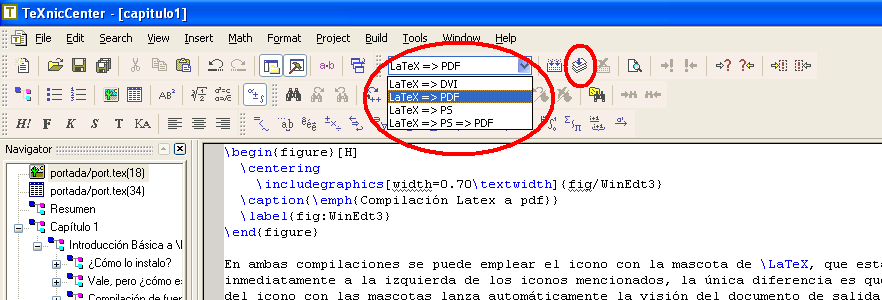 TeXnicCenter - [capitulo1]
File Edit Search View Insert Math Format Project Build Tools Window Help
LaTeX => PDF
LaTeX => DVI
LaTeX => PDF
LaTeX => PS
LaTeX => PS => PDF
H! F K S T KA
Navigator
portada/port.tex(18)
portada/port.tex(34)
Resumen
Capítulo 1
Introducción Básica a \l
¿Cómo lo instalo?
Vale, pero ¿cómo es
Compilación de fuer
\begin{figure}[H]
\centering
\includegraphics[width=0.70\textwidth]{fig/WinEdt3}
\caption{\emph{Compilación Latex a pdf}}
\label{fig:WinEdt3}
\end{figure}
En ambas compilaciones se puede emplear el icono con la mascota de \LaTeX, que est
inmediatamente a la izquierda de los iconos mencionados, la única diferencia es qu
del icono con las mascotas lanza automáticamente la visión del documento de salida